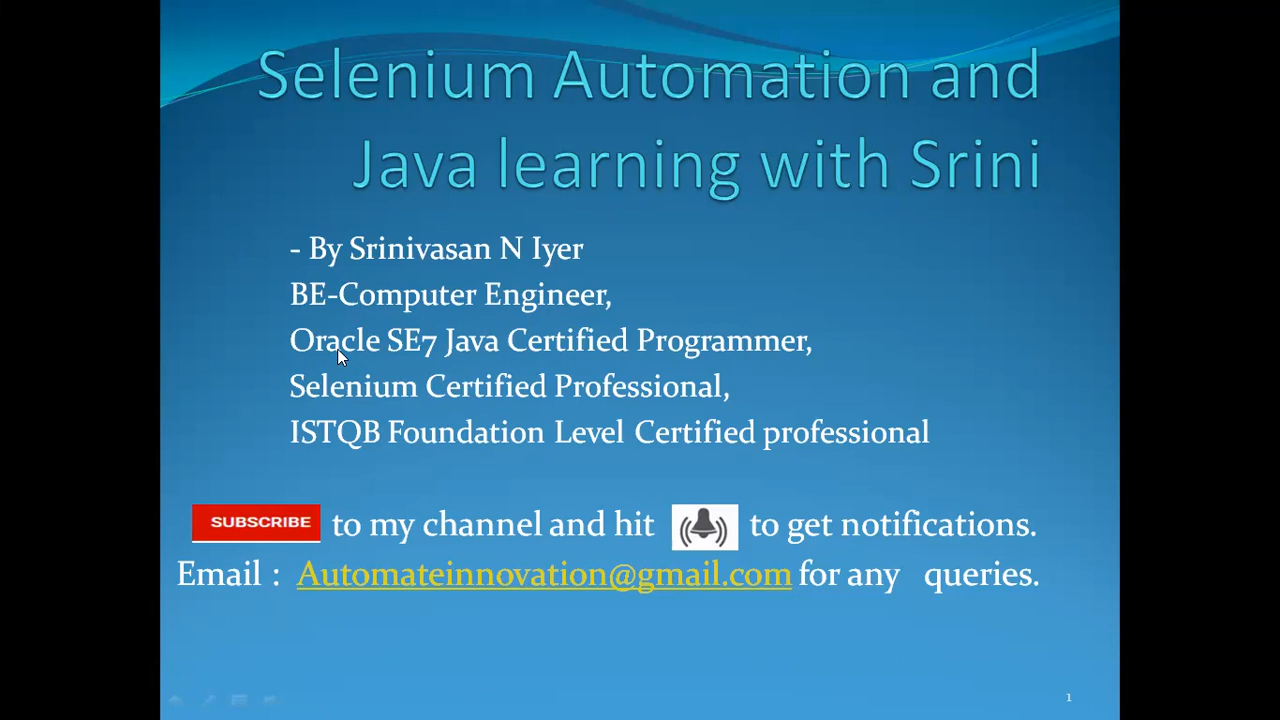 Selenium Automation and
Java learning with Srini
- By Srinivasan N Iyer
BE-Computer Engineer,
Oracle SE7 Java Certified Programmer,
Selenium Certified Professional,
ISTQB Foundation Level Certified professional
SUBSCRIBE to my channel and hit to get notifications.
Email : Automateinnovation@gmail.com for any queries.
1